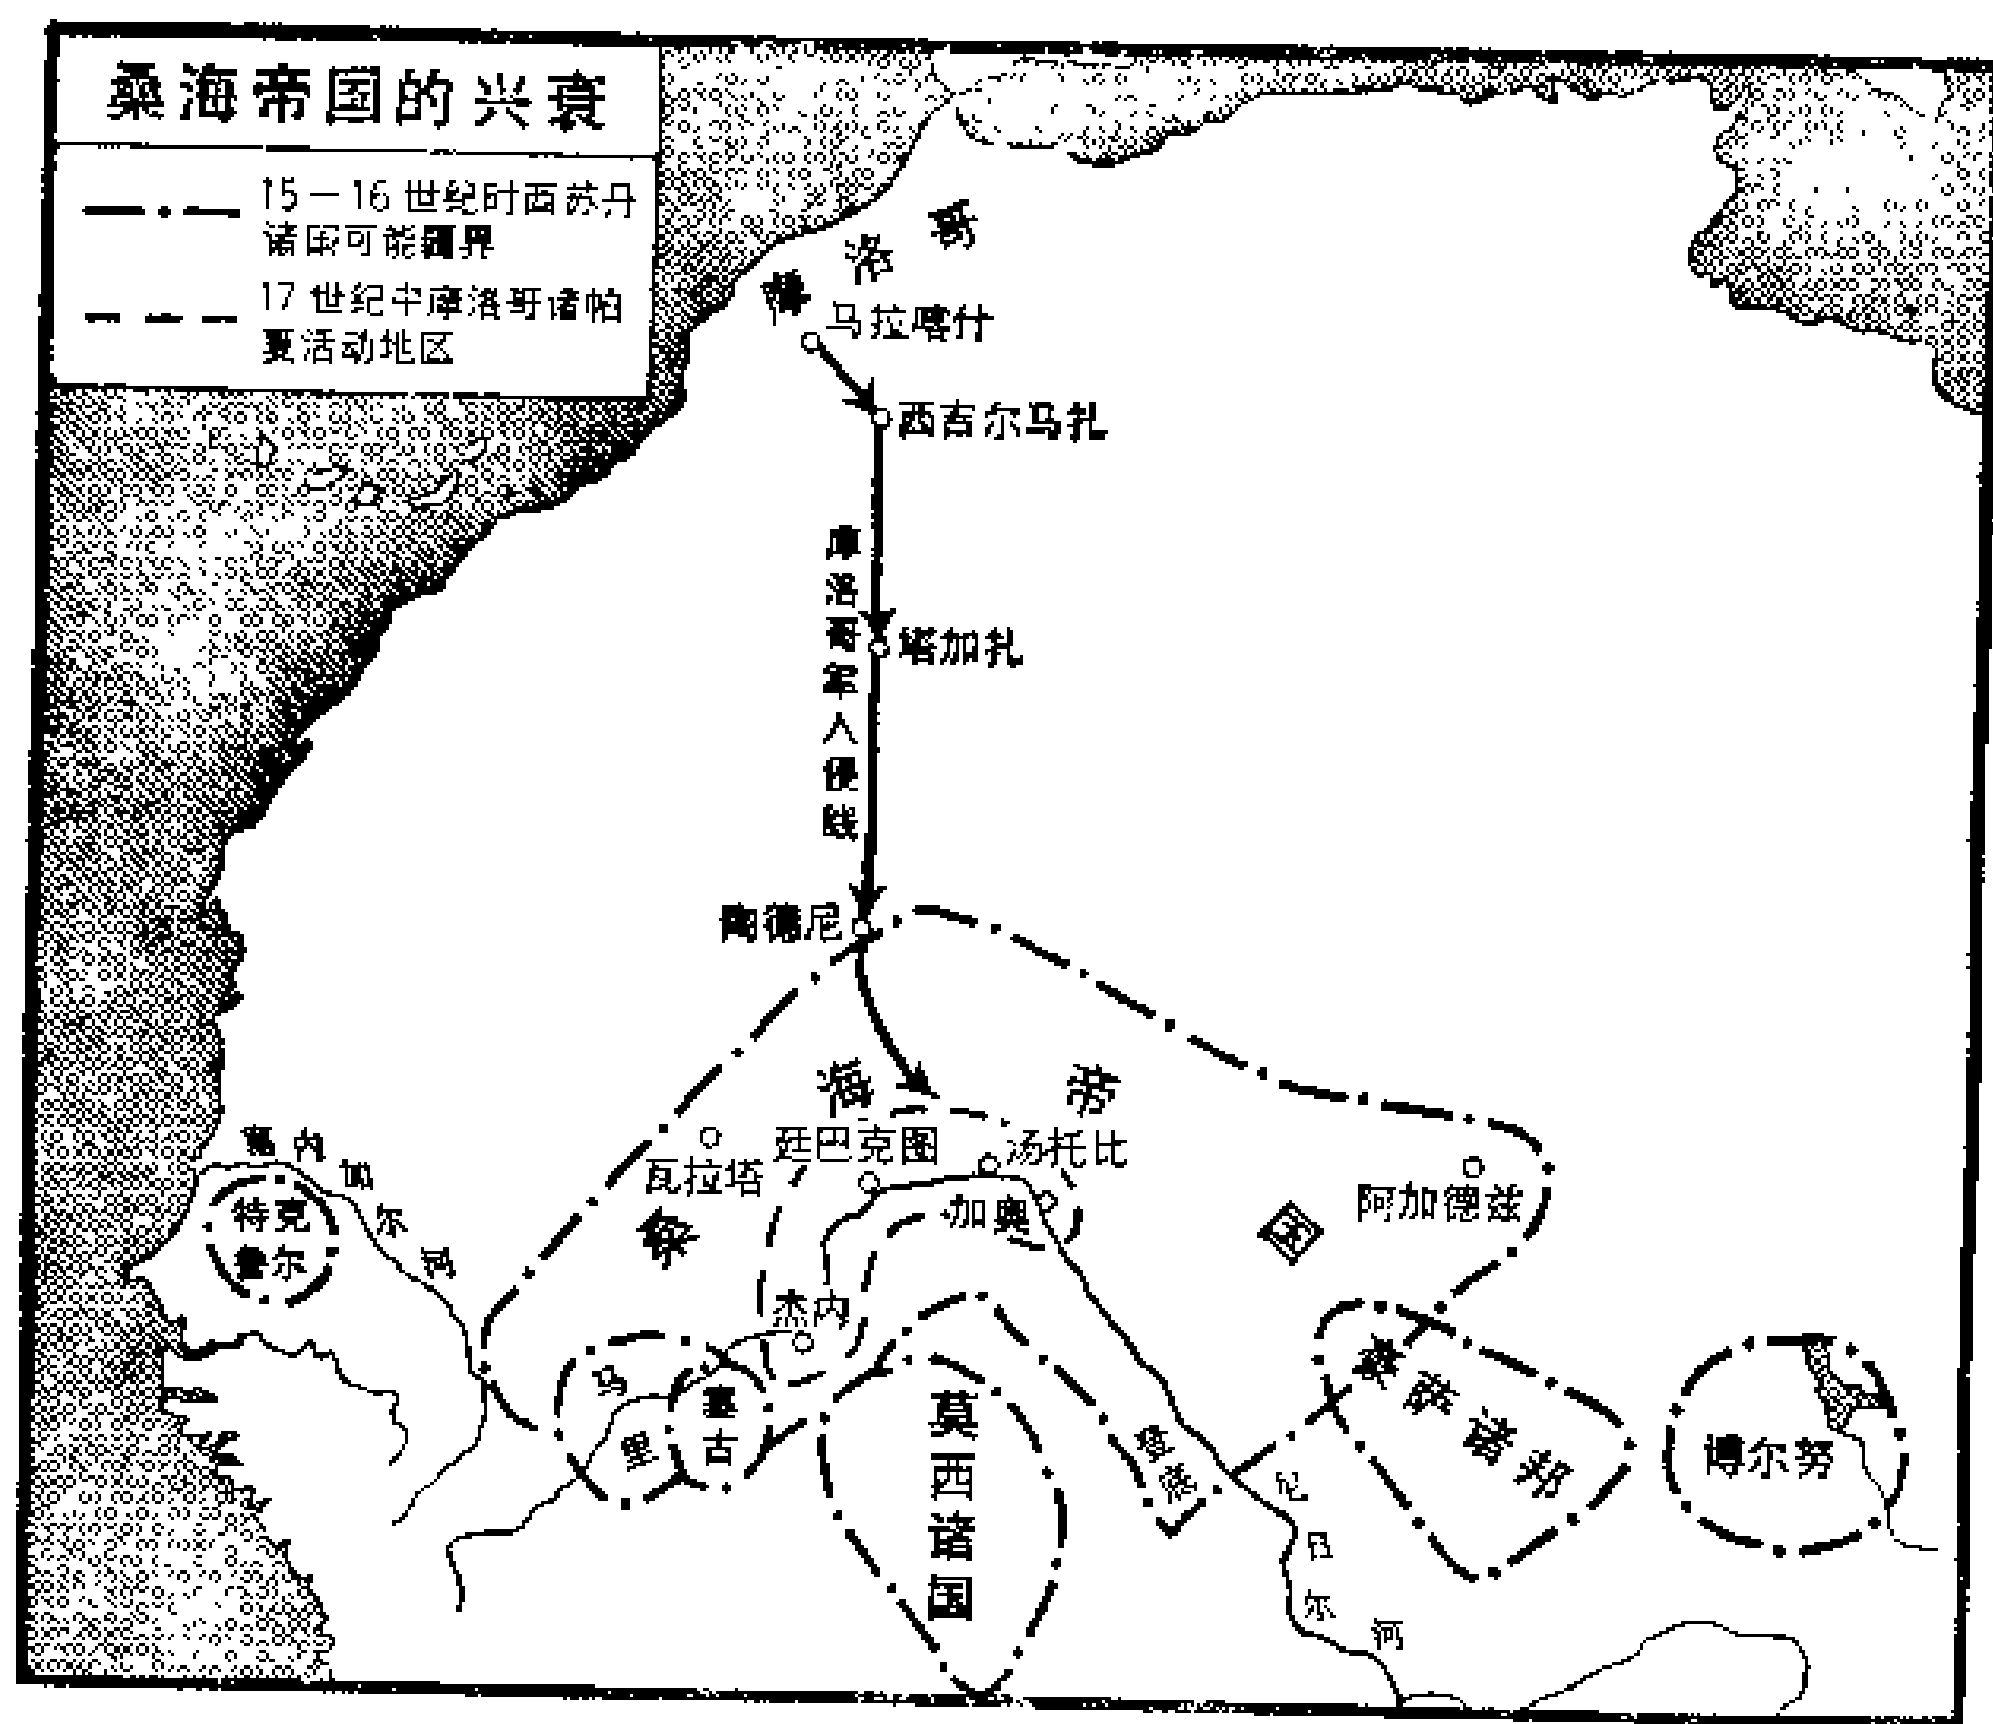 桑海帝国的兴衰
15－16世纪时西苏丹
诸国可能疆界
17世纪中摩洛哥诸帕
夏活动地区
摩洛哥
马拉喀什
西吉尔马扎
摩洛哥军入侵线
塔加扎
陶德尼
桑海帝国
瓦拉塔
廷巴克图
汤托比
加奥
阿加德兹
特克
鲁尔
杰内
马里
塞古
莫西诸国
登底
豪萨诸邦
博尔努
尼日尔河